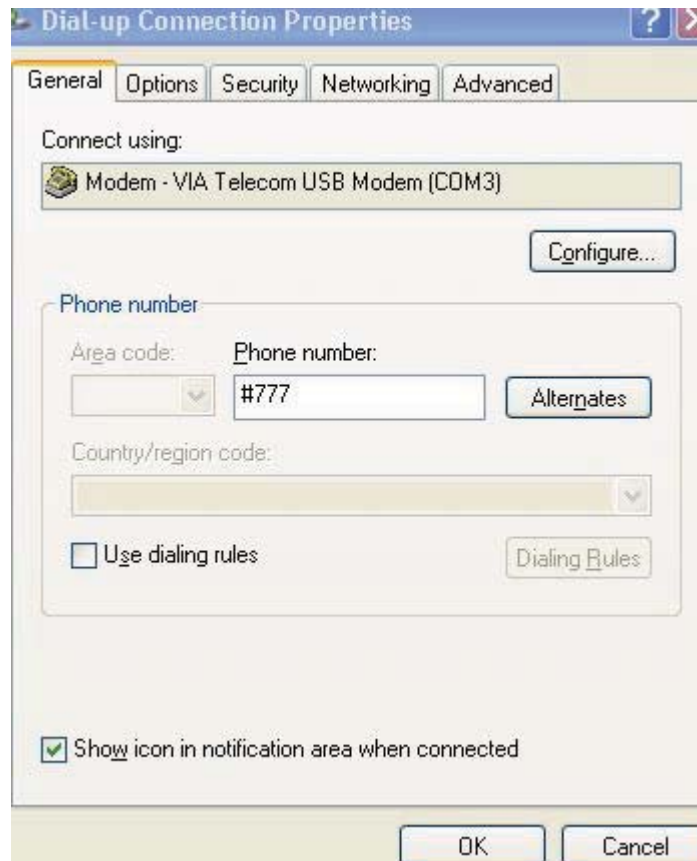 Dial-up Connection Properties ? X
General Options Security Networking Advanced
Connect using:
Modem - VIA Telecom USB Modem (COM3)
Configure...
Phone number
Area code: Phone number:
#777 Alternates
Country/region code:
Use dialing rules Dialing Rules
Show icon in notification area when connected
OK Cancel